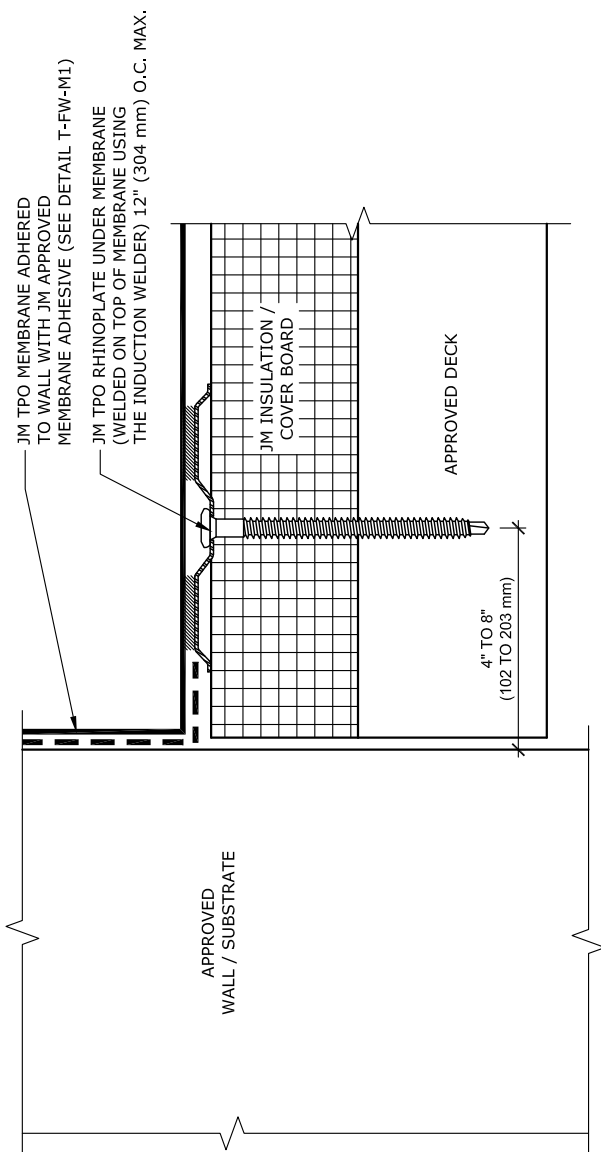 JM TPO MEMBRANE ADHERED
TO WALL WITH JM APPROVED
MEMBRANE ADHESIVE (SEE DETAIL T-FW-M1)
JM TPO RHINOPLATE UNDER MEMBRANE
(WELDED ON TOP OF MEMBRANE USING
THE INDUCTION WELDER) 12" (304 mm) O.C. MAX.
JM INSULATION /
COVER BOARD
APPROVED DECK
4" TO 8"
(102 TO 203 mm)
APPROVED
WALL / SUBSTRATE